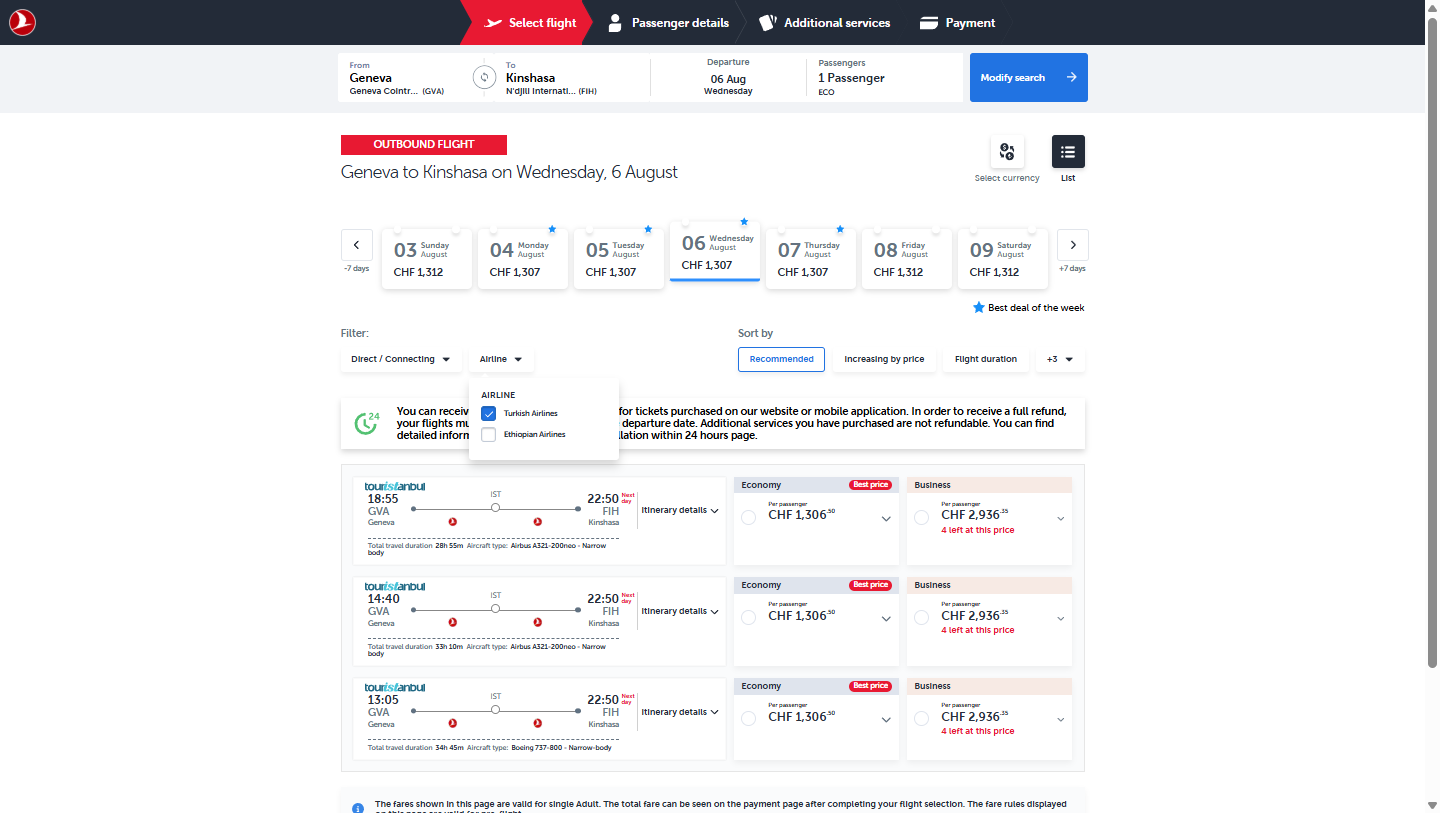 Select flight
Passenger details
Additional services
Payment
From
Geneva
Geneva Cointr... (GVA)
To
Kinshasa
N'djili Internati... (FIH)
Departure
06 Aug
Wednesday
Passengers
1 Passenger
ECO
Modify search
OUTBOUND FLIGHT
Geneva to Kinshasa on Wednesday, 6 August
Select currency
List
-7 days
03 Sunday August
CHF 1,312
04 Monday August
CHF 1,307
05 Tuesday August
CHF 1,307
06 Wednesday August
CHF 1,307
07 Thursday August
CHF 1,307
08 Friday August
CHF 1,312
09 Saturday August
CHF 1,312
+7 days
Best deal of the week
Filter:
Direct / Connecting
Airline
Sort by
Recommended
Increasing by price
Flight duration
+3
AIRLINE
Turkish Airlines
Ethiopian Airlines
24
You can receiv for tickets purchased on our website or mobile application. In order to receive a full refund,
your flights mu departure date. Additional services you have purchased are not refundable. You can find
detailed inform llation within 24 hours page.
touristanbul
18:55
GVA
Geneva
IST
22:50 Next day
FIH
Kinshasa
Itinerary details
Total travel duration 28h 55m Aircraft type: Airbus A321-200neo - Narrow
body
Economy
Best price
Per passenger
CHF 1,306.50
Business
Per passenger
CHF 2,936.35
4 left at this price
touristanbul
14:40
GVA
Geneva
IST
22:50 Next day
FIH
Kinshasa
Itinerary details
Total travel duration 33h 10m Aircraft type: Airbus A321-200neo - Narrow
body
Economy
Best price
Per passenger
CHF 1,306.50
Business
Per passenger
CHF 2,936.35
4 left at this price
touristanbul
13:05
GVA
Geneva
IST
22:50 Next day
FIH
Kinshasa
Itinerary details
Total travel duration 34h 45m Aircraft type: Boeing 737-800 - Narrow-body
Economy
Best price
Per passenger
CHF 1,306.50
Business
Per passenger
CHF 2,936.35
4 left at this price
The fares shown in this page are valid for single Adult. The total fare can be seen on the payment page after completing your flight selection. The fare rules displayed